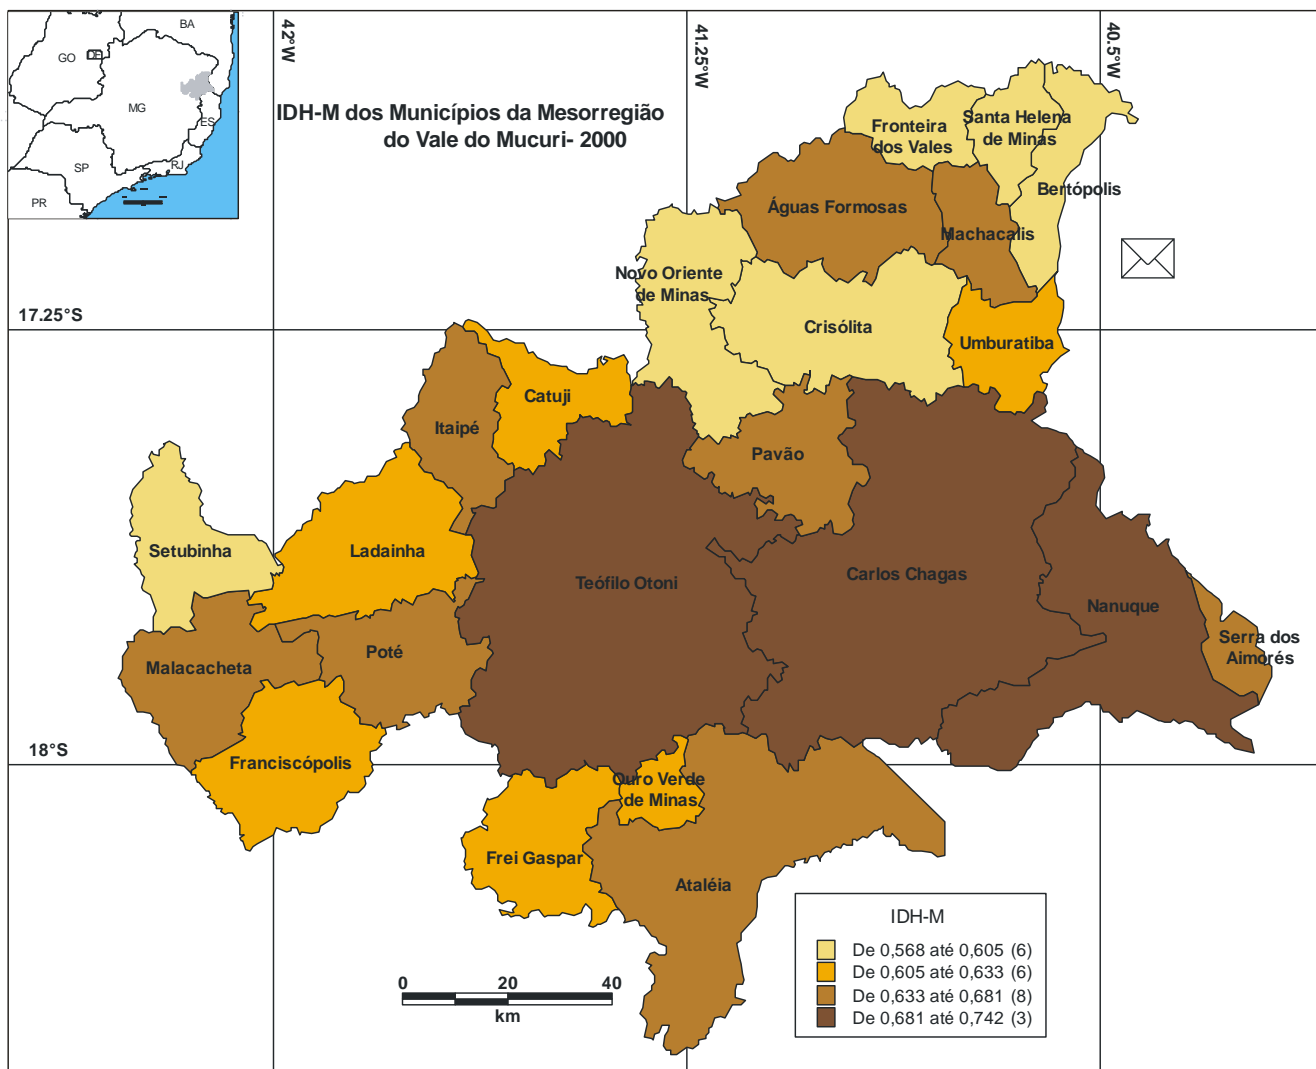 BA
GO
DF
MG
ES
SP
RJ
PR
42°W
41.25°W
40.5°W
IDH-M dos Municípios da Mesorregião
do Vale do Mucuri- 2000
Fronteira
dos Vales
Santa Helena
de Minas
Bertópolis
Águas Formosas
Machacalis
Novo Oriente
de Minas
17.25°S
Crisólita
Umburatiba
Catuji
Itaipé
Pavão
Setubinha
Ladainha
Teófilo Otoni
Carlos Chagas
Nanuque
Serra dos
Aimorés
Malacacheta
Poté
18°S
Franciscópolis
Ouro Verde
de Minas
Frei Gaspar
Ataléia
IDH-M
De 0,568 até 0,605 (6)
De 0,605 até 0,633 (6)
De 0,633 até 0,681 (8)
De 0,681 até 0,742 (3)
0 20 40
km